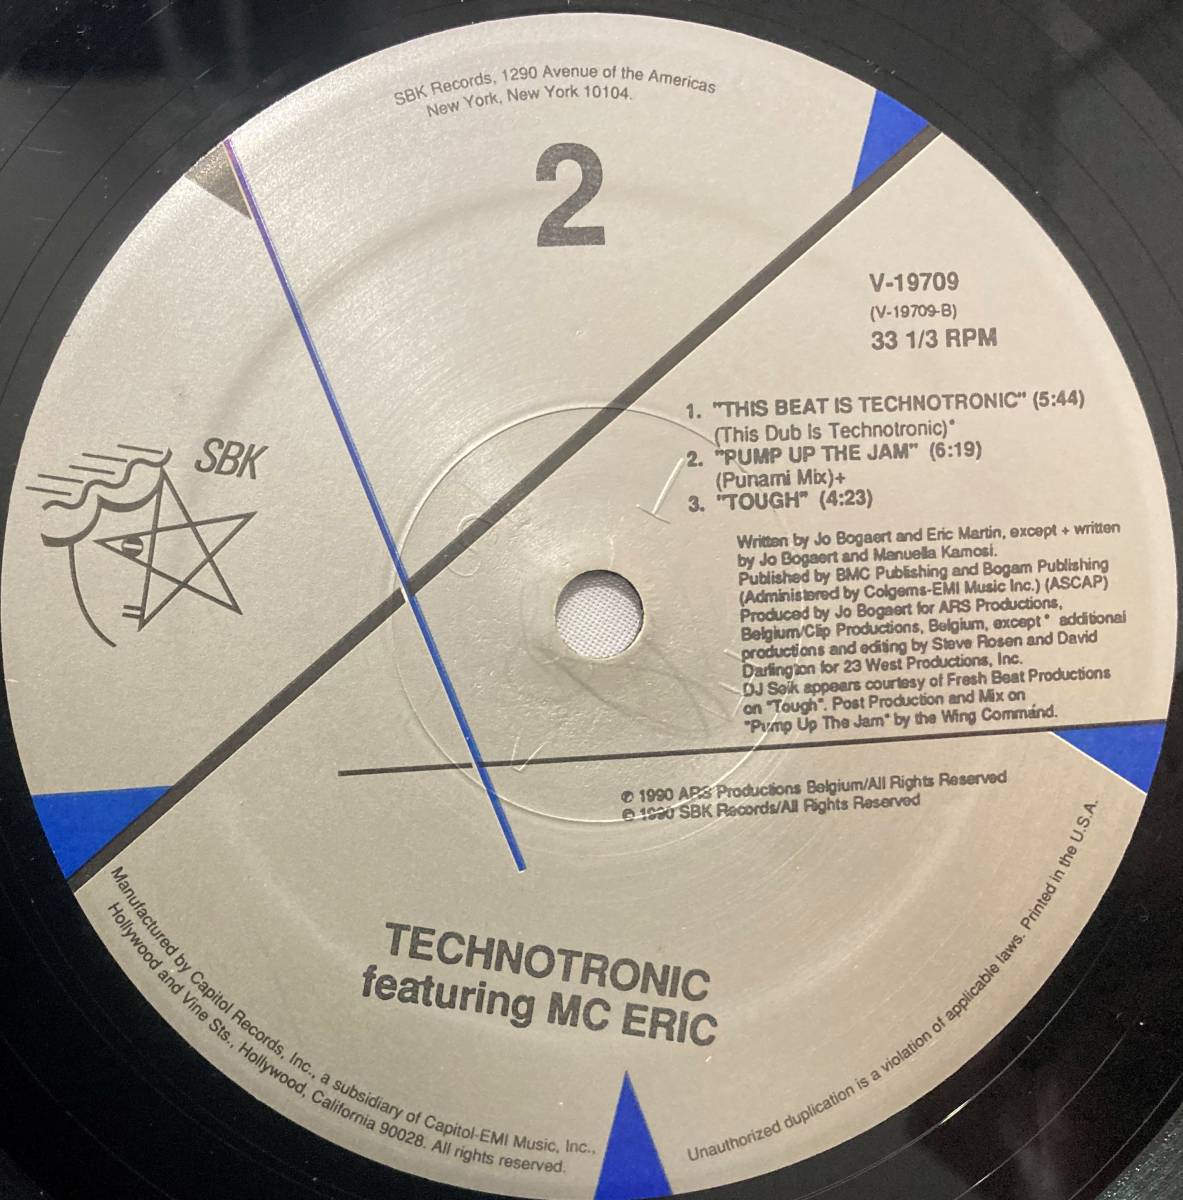 SBK Records, 1290 Avenue of the Americas
New York, New York 10104.
2
V-19709
(V-19709-B)
33 1/3 RPM
SBK
1. "THIS BEAT IS TECHNOTRONIC" (5:44)
(This Dub Is Technotronic)*
2. "PUMP UP THE JAM" (6:19)
(Punami Mix)+
3. "TOUGH" (4:23)
Written by Jo Bogaert and Eric Martin, except + written
by Jo Bogaert and Manuella Kamosi.
Published by BMC Publishing and Bogam Publishing
(Administered by Colgems-EMI Music Inc.) (ASCAP)
Produced by Jo Bogaert for ARS Productions,
Belgium/Clip Productions, Belgium, except * additional
productions and editing by Steve Rosen and David
Darlington for 23 West Productions, Inc.
DJ Seik appears courtesy of Fresh Beat Productions
on "Tough". Post Production and Mix on
"Pump Up The Jam" by the Wing Command.
℗ 1990 ARS Productions Belgium/All Rights Reserved
© 1990 SBK Records/All Rights Reserved
TECHNOTRONIC
featuring MC ERIC
Manufactured by Capitol Records, Inc., a subsidiary of Capitol-EMI Music, Inc.,
Hollywood and Vine Sts., Hollywood, California 90028. All rights reserved.
Unauthorized duplication is a violation of applicable laws. Printed in the U.S.A.